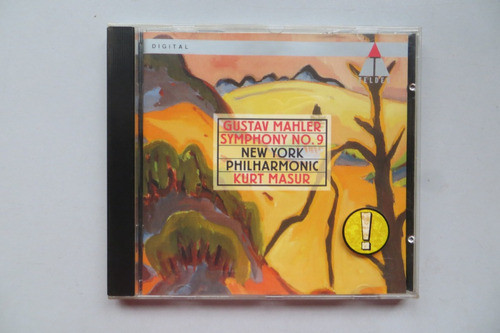 DIGITAL
TELDEC
GUSTAV MAHLER
SYMPHONY NO. 9
NEW YORK
PHILHARMONIC
KURT MASUR
!